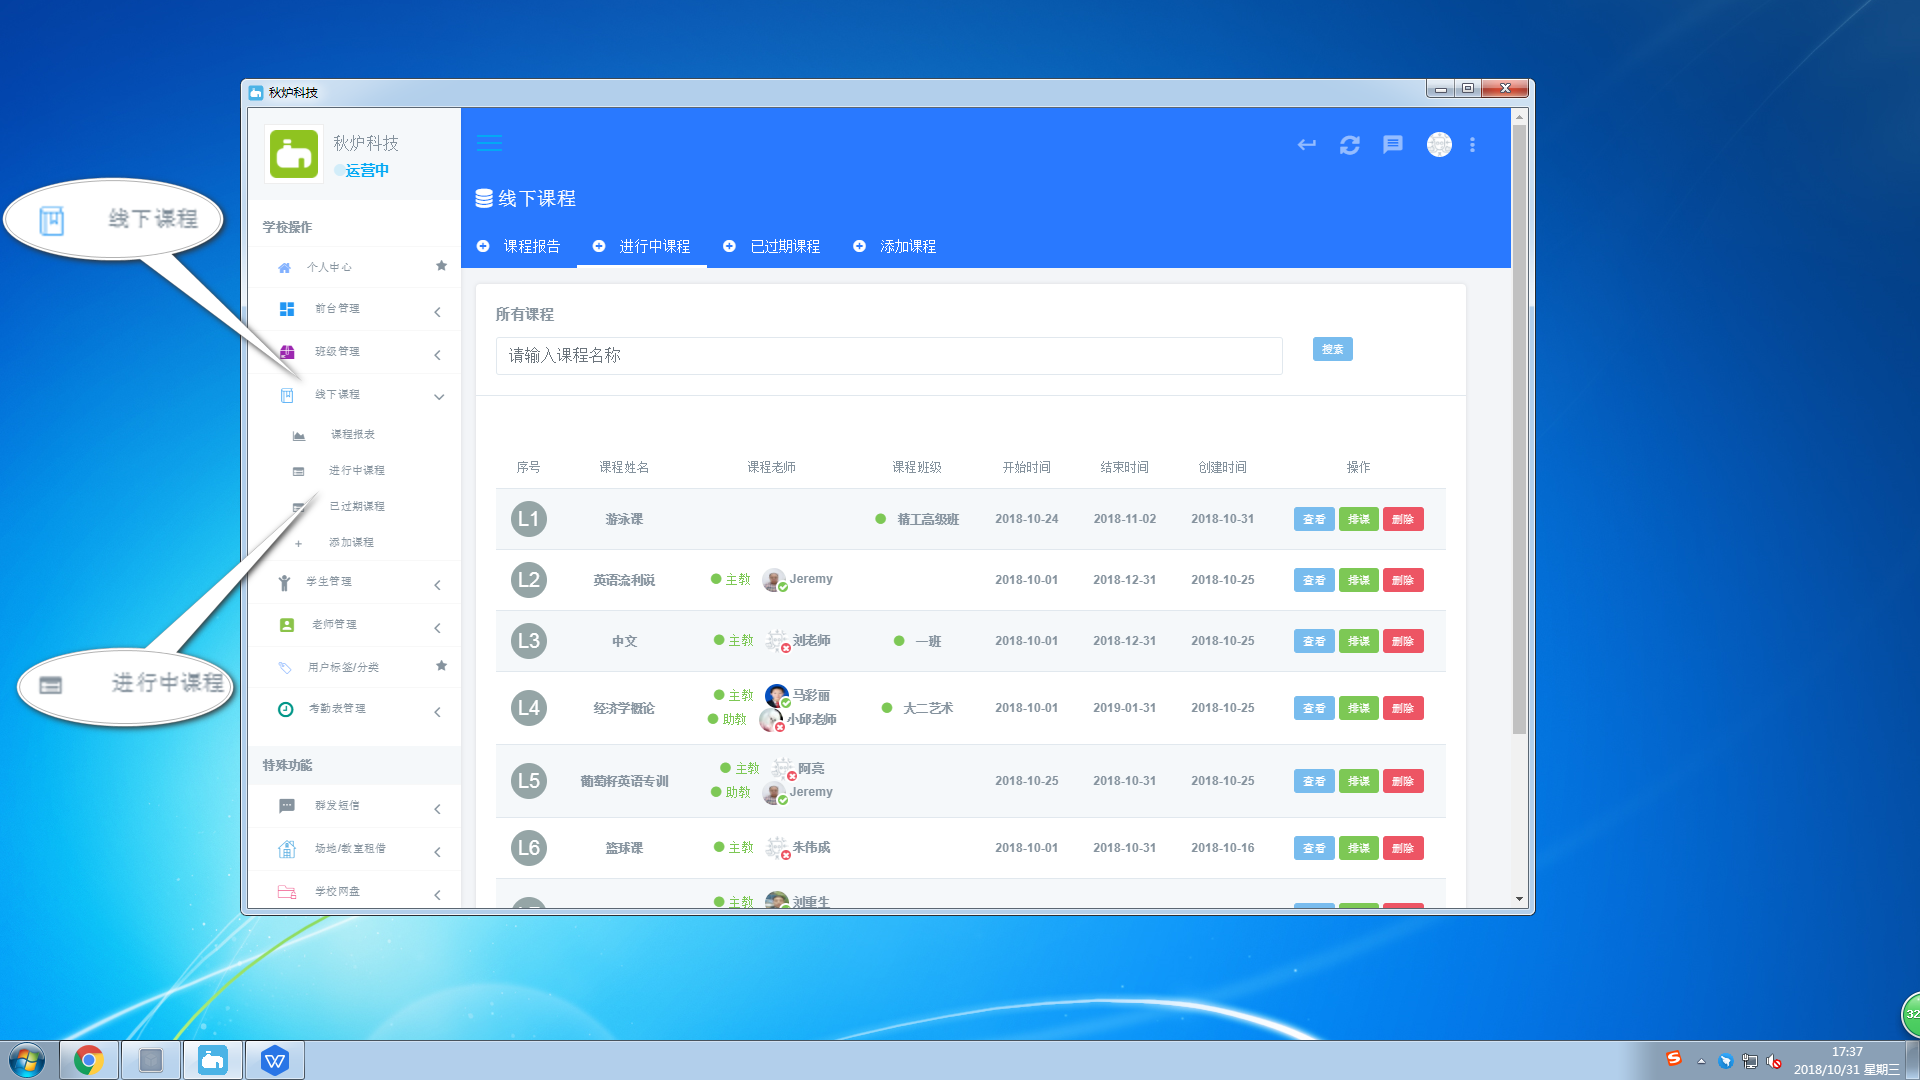 秋炉科技
秋炉科技
运营中
线下课程
学校操作
个人中心
前台管理
班级管理
线下课程
课程报表
进行中课程
已过期课程
添加课程
学生管理
老师管理
用户标签/分类
考勤表管理
进行中课程
特殊功能
群发短信
场地/教室租借
学校网盘
线下课程
课程报告 进行中课程 已过期课程 添加课程
所有课程
请输入课程名称 搜索
序号 课程姓名 课程老师 课程班级 开始时间 结束时间 创建时间 操作
L1 游泳课 精工高级班 2018-10-24 2018-11-02 2018-10-31 查看 排课 删除
L2 英语流利说 主教 Jeremy 2018-10-01 2018-12-31 2018-10-25 查看 排课 删除
L3 中文 主教 刘老师 一班 2018-10-01 2018-12-31 2018-10-25 查看 排课 删除
L4 经济学概论 主教 马彩丽 助教 小邱老师 大二艺术 2018-10-01 2019-01-31 2018-10-25 查看 排课 删除
L5 葡萄籽英语专训 主教 阿亮 助教 Jeremy 2018-10-25 2018-10-31 2018-10-25 查看 排课 删除
L6 篮球课 主教 朱伟成 2018-10-01 2018-10-31 2018-10-16 查看 排课 删除
主教 刘重生
32
17:37
2018/10/31 星期三